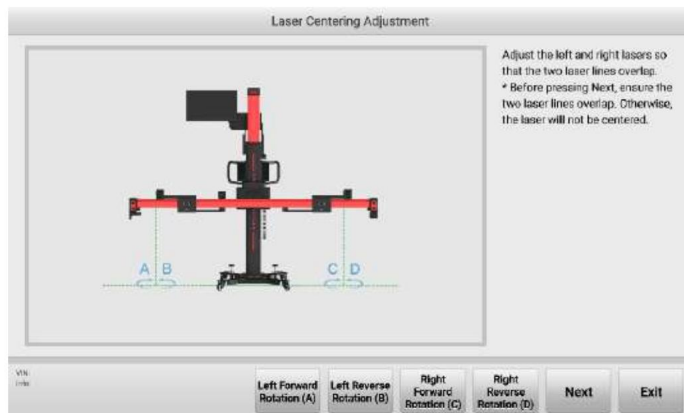 Laser Centering Adjustment
Adjust the left and right lasers so
that the two laser lines overlap.
* Before pressing Next, ensure the
two laser lines overlap. Otherwise,
the laser will not be centered.
A B
C D
VIN:
Info:
Left Forward
Rotation (A)
Left Reverse
Rotation (B)
Right
Forward
Rotation (C)
Right
Reverse
Rotation (D)
Next
Exit